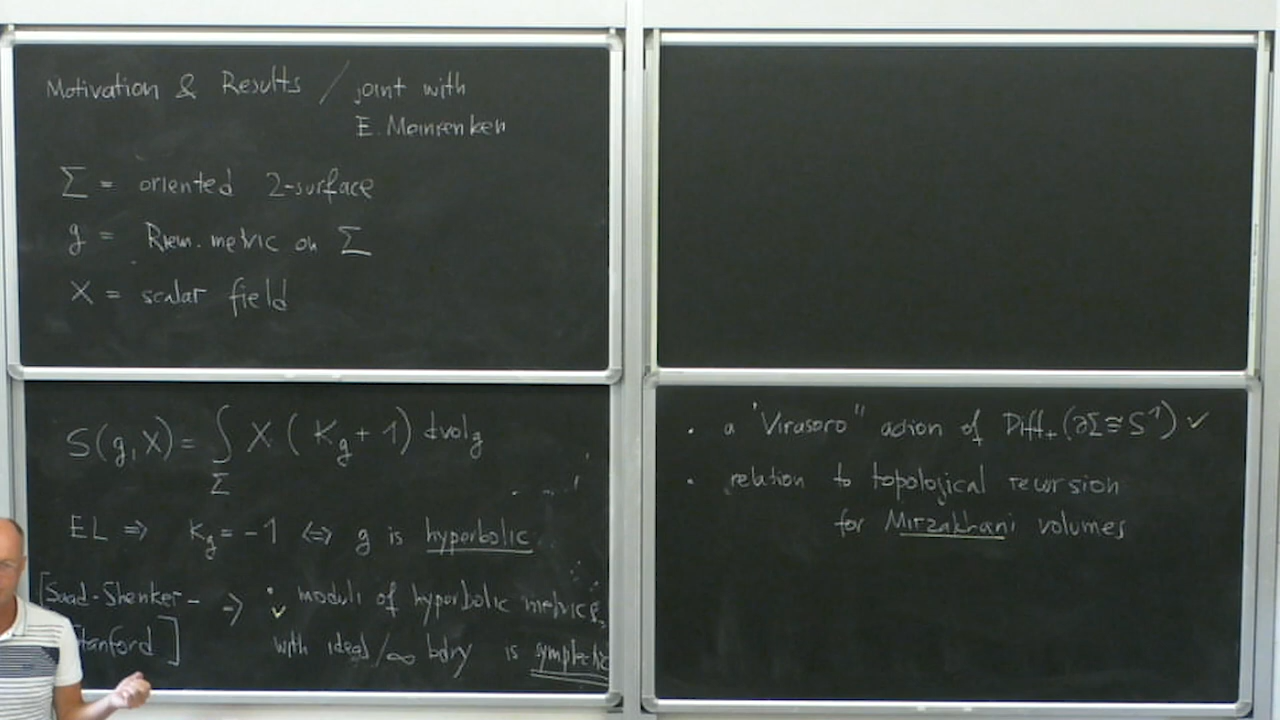 Motivation & Results / joint with
E. Meinrenken
Σ = oriented 2-surface
g = Riem. metric on Σ
X = scalar field
S(g,X) = ∫_Σ X (K_g + 1) dvol_g
EL ⇒ K_g = -1 ⇔ g is hyperbolic
[Saad-Shenker- ⇒ • moduli of hyperbolic metrics,
Stanford] ✓ with ideal/∞ bdry is symplectic
• a "Virasoro" action of Diff₊(∂Σ≅S¹) ✓
• relation to topological recursion
for Mirzakhani volumes